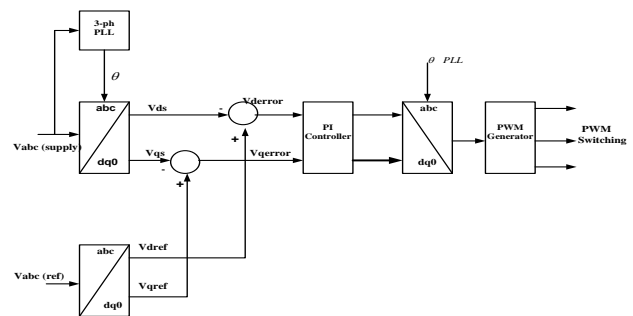 3-ph
PLL
θ
abc
dq0
Vabc (supply)
Vds
Vqs
-
-
+
+
Vderror
Vqerror
PI
Controller
θ PLL
abc
dq0
PWM
Generator
PWM
Switching
Vabc (ref)
abc
dq0
Vdref
Vqref